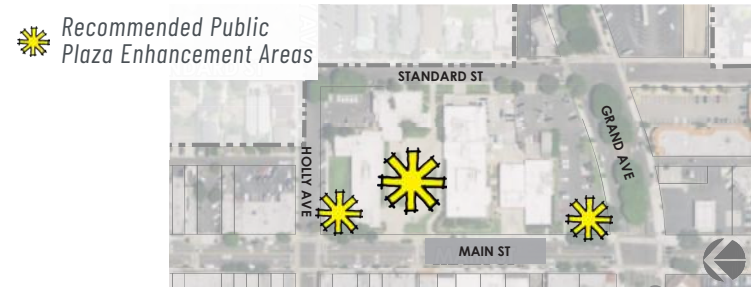 Recommended Public
Plaza Enhancement Areas
STANDARD ST
GRAND AVE
HOLLY AVE
MAIN ST